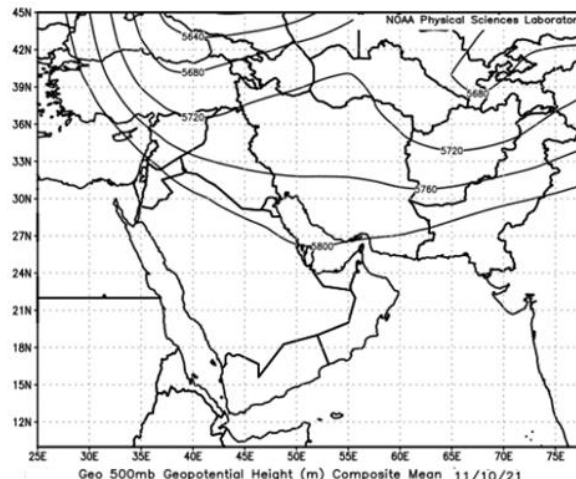 45N
NOAA Physical Sciences Laborator
5640
42N
5680
5680
39N
5720
36N
5720
33N
5760
30N
27N
5800
24N
21N
18N
15N
12N
25E 30E 35E 40E 45E 50E 55E 60E 65E 70E 75E
Geo 500mb Geopotential Height (m) Composite Mean 11/10/21